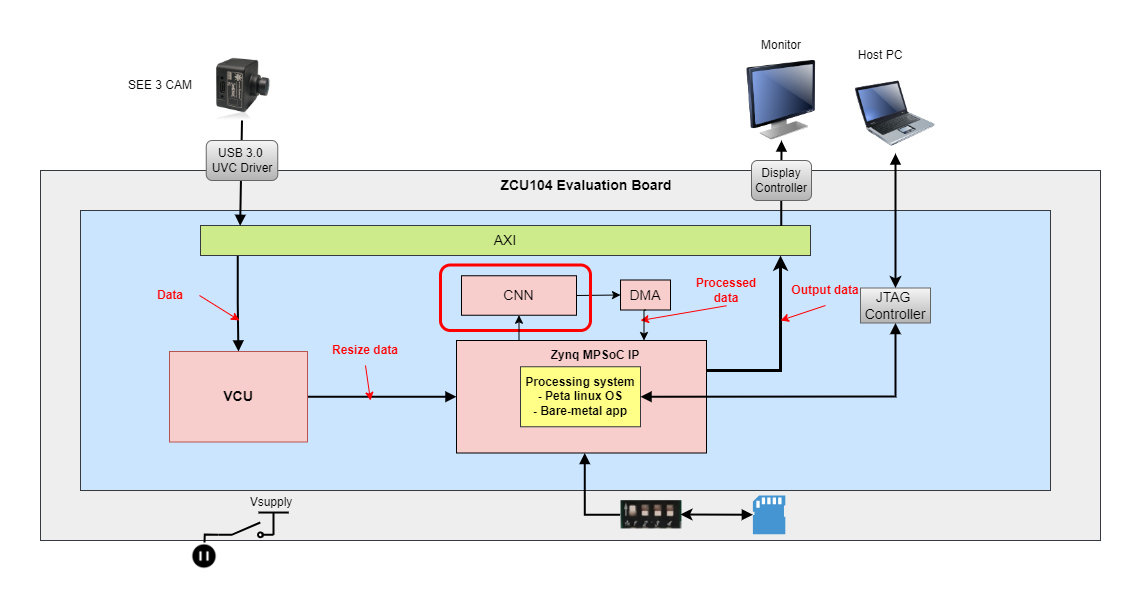 Monitor
Host PC
SEE 3 CAM
USB 3.0
UVC Driver
Display
Controller
ZCU104 Evaluation Board
AXI
CNN
DMA
Processed
data
Output data
Data
JTAG
Controller
Resize data
Zynq MPSoC IP
VCU
Processing system
- Peta linux OS
- Bare-metal app
Vsupply